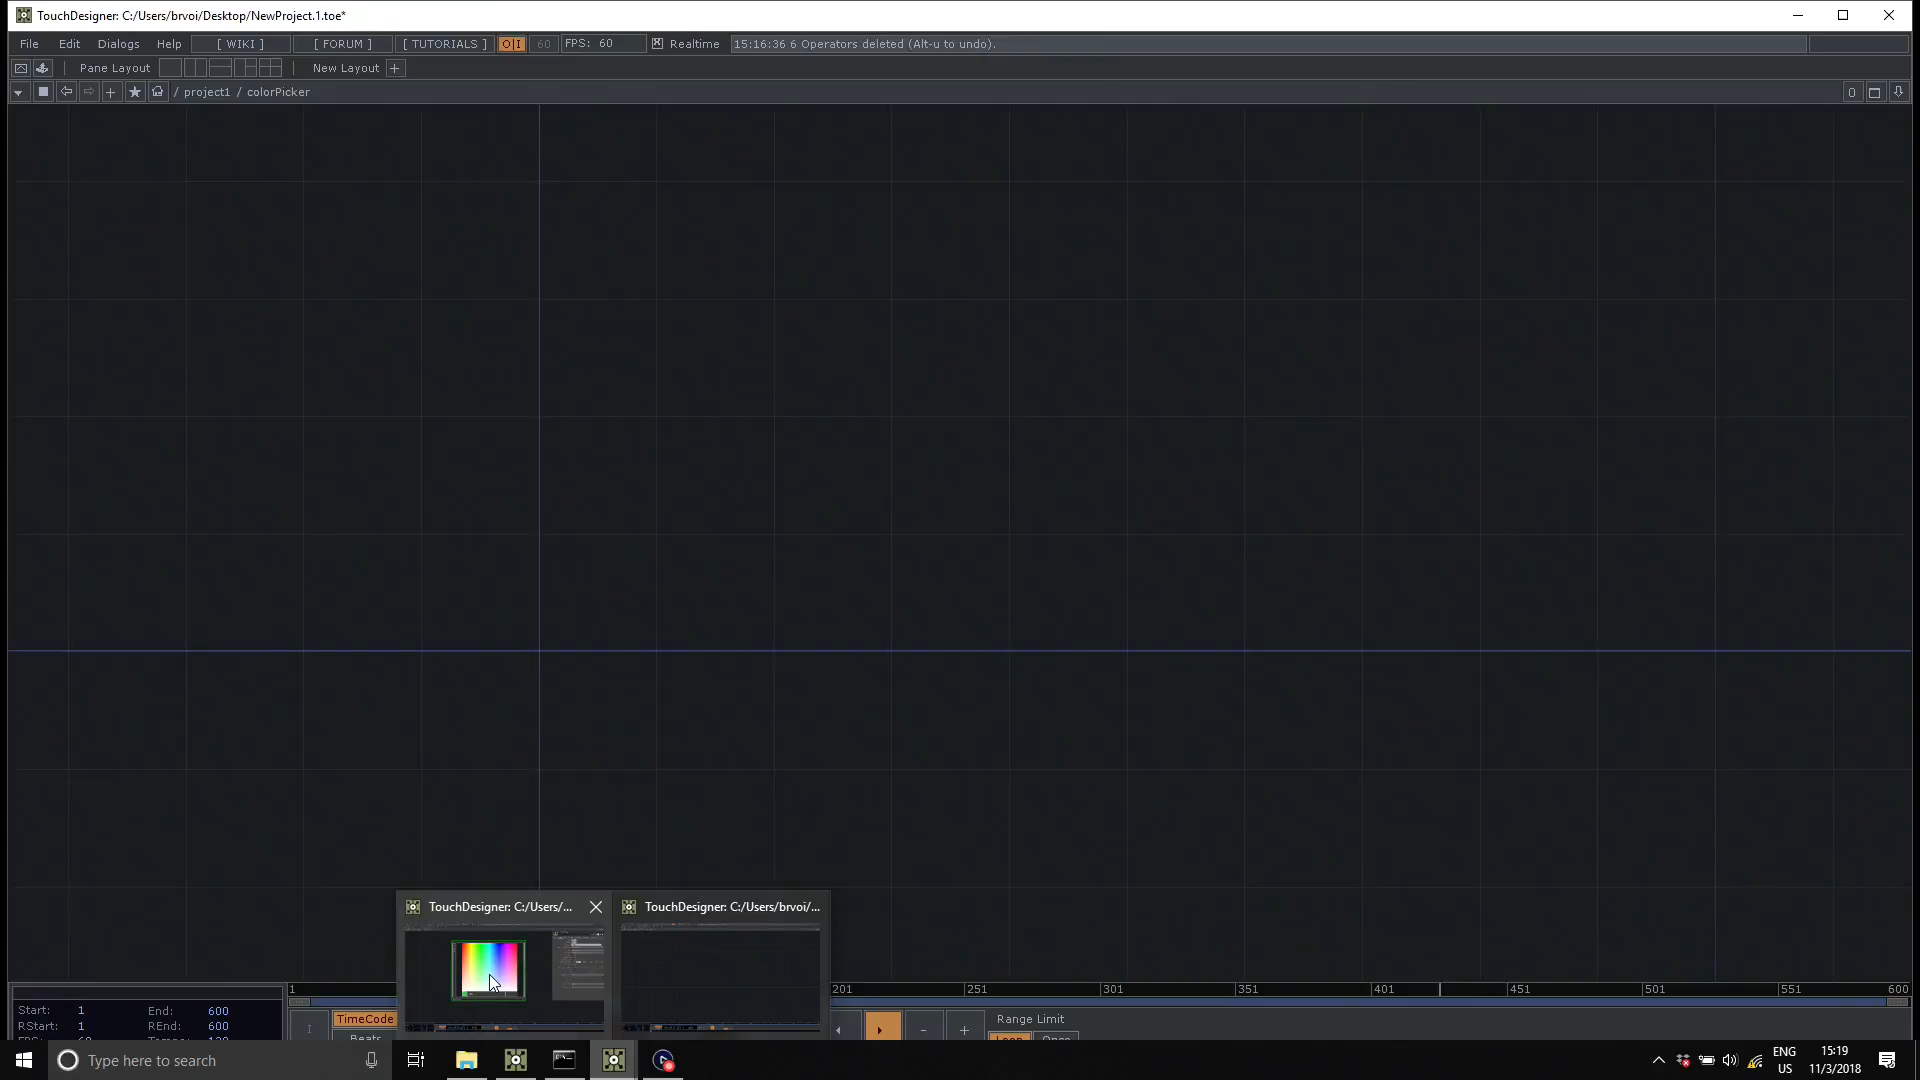 TouchDesigner: C:/Users/brvoi/Desktop/NewProject.1.toe*
File Edit Dialogs Help [ WIKI ] [ FORUM ] [ TUTORIALS ] O|I 60 FPS: 60 Realtime 15:16:36 6 Operators deleted (Alt-u to undo).
Pane Layout New Layout +
/ project1 / colorPicker 0
TouchDesigner: C:/Users/... TouchDesigner: C:/Users/brvoi/...
1 201 251 301 351 401 451 501 551 600
Start: 1 End: 600
RStart: 1 REnd: 600
TimeCode - + Range Limit
Beats
Type here to search
ENG
US
15:19
11/3/2018